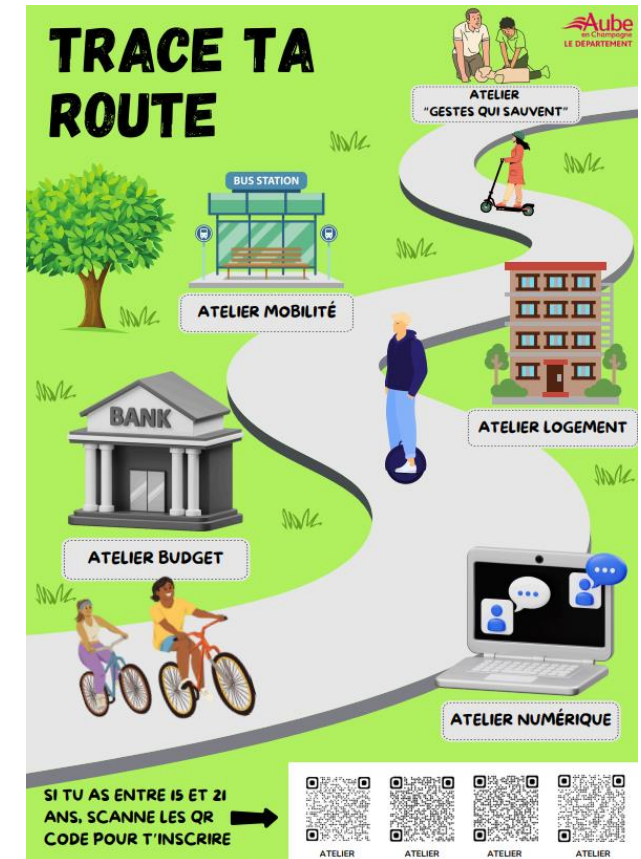 TRACE TA
ROUTE
Aube
en Champagne
LE DÉPARTEMENT
ATELIER
"GESTES QUI SAUVENT"
BUS STATION
ATELIER MOBILITÉ
ATELIER LOGEMENT
BANK
ATELIER BUDGET
ATELIER NUMÉRIQUE
SI TU AS ENTRE 15 ET 21
ANS, SCANNE LES QR
CODE POUR T'INSCRIRE
ATELIER
ATELIER
ATELIER
ATELIER